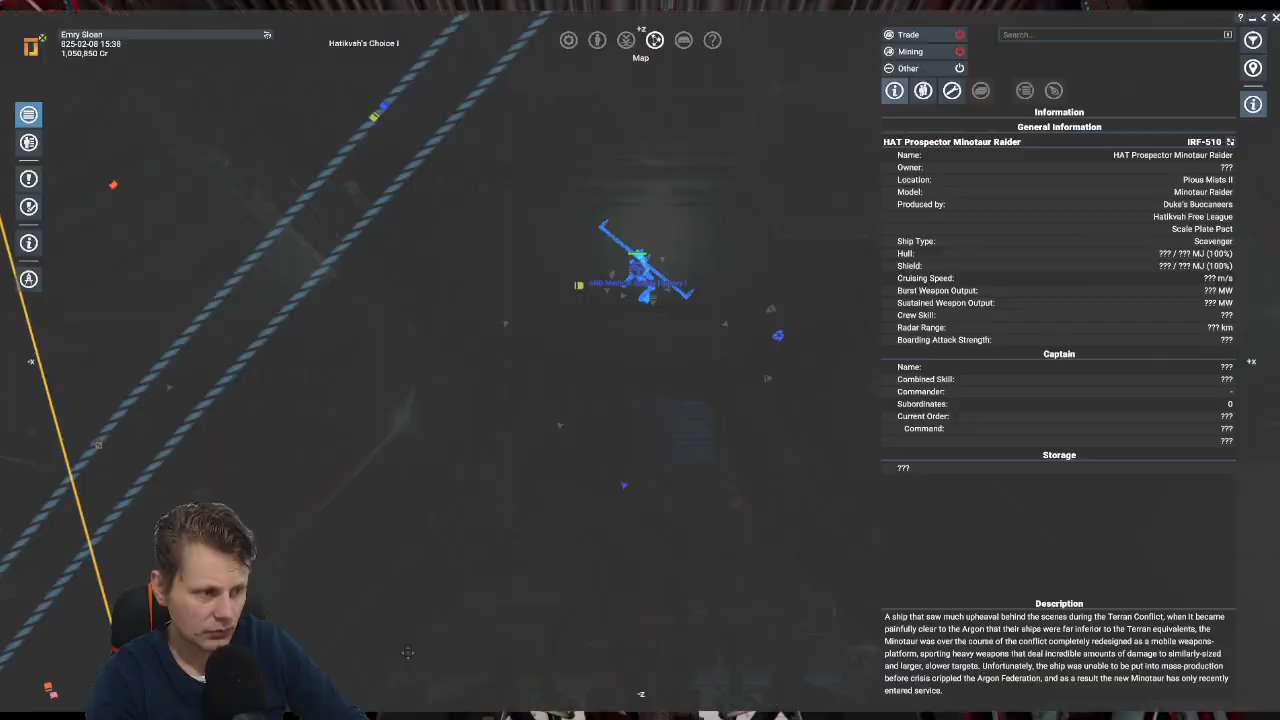 Emry Sloan
825-02-08 15:38
1,050,850 Cr
Hatikvah's Choice I
+z
Map
?
Trade
Mining
Other
Search...
Information
General Information
HAT Prospector Minotaur Raider IRF-510
Name: HAT Prospector Minotaur Raider
Owner: ???
Location: Pious Mists II
Model: Minotaur Raider
Produced by: Duke's Buccaneers
Hatikvah Free League
Scale Plate Pact
Ship Type: Scavenger
Hull: ??? / ??? MJ (100%)
Shield: ??? / ??? MJ (100%)
Cruising Speed: ??? m/s
Burst Weapon Output: ??? MW
Sustained Weapon Output: ??? MW
Crew Skill: ???
Radar Range: ??? km
Boarding Attack Strength: ???
Captain
Name: ???
Combined Skill: ???
Commander: -
Subordinates: 0
Current Order: ???
Command: ???
???
Storage
???
-x
+x
-z
Description
A ship that saw much upheaval behind the scenes during the Terran Conflict, when it became
painfully clear to the Argon that their ships were far inferior to the Terran equivalents, the
Minotaur was over the course of the conflict completely redesigned as a mobile weapons-
platform, sporting heavy weapons that deal incredible amounts of damage to similarly-sized
and larger, slower targets. Unfortunately, the ship was unable to be put into mass-production
before crisis crippled the Argon Federation, and as a result the new Minotaur has only recently
entered service.